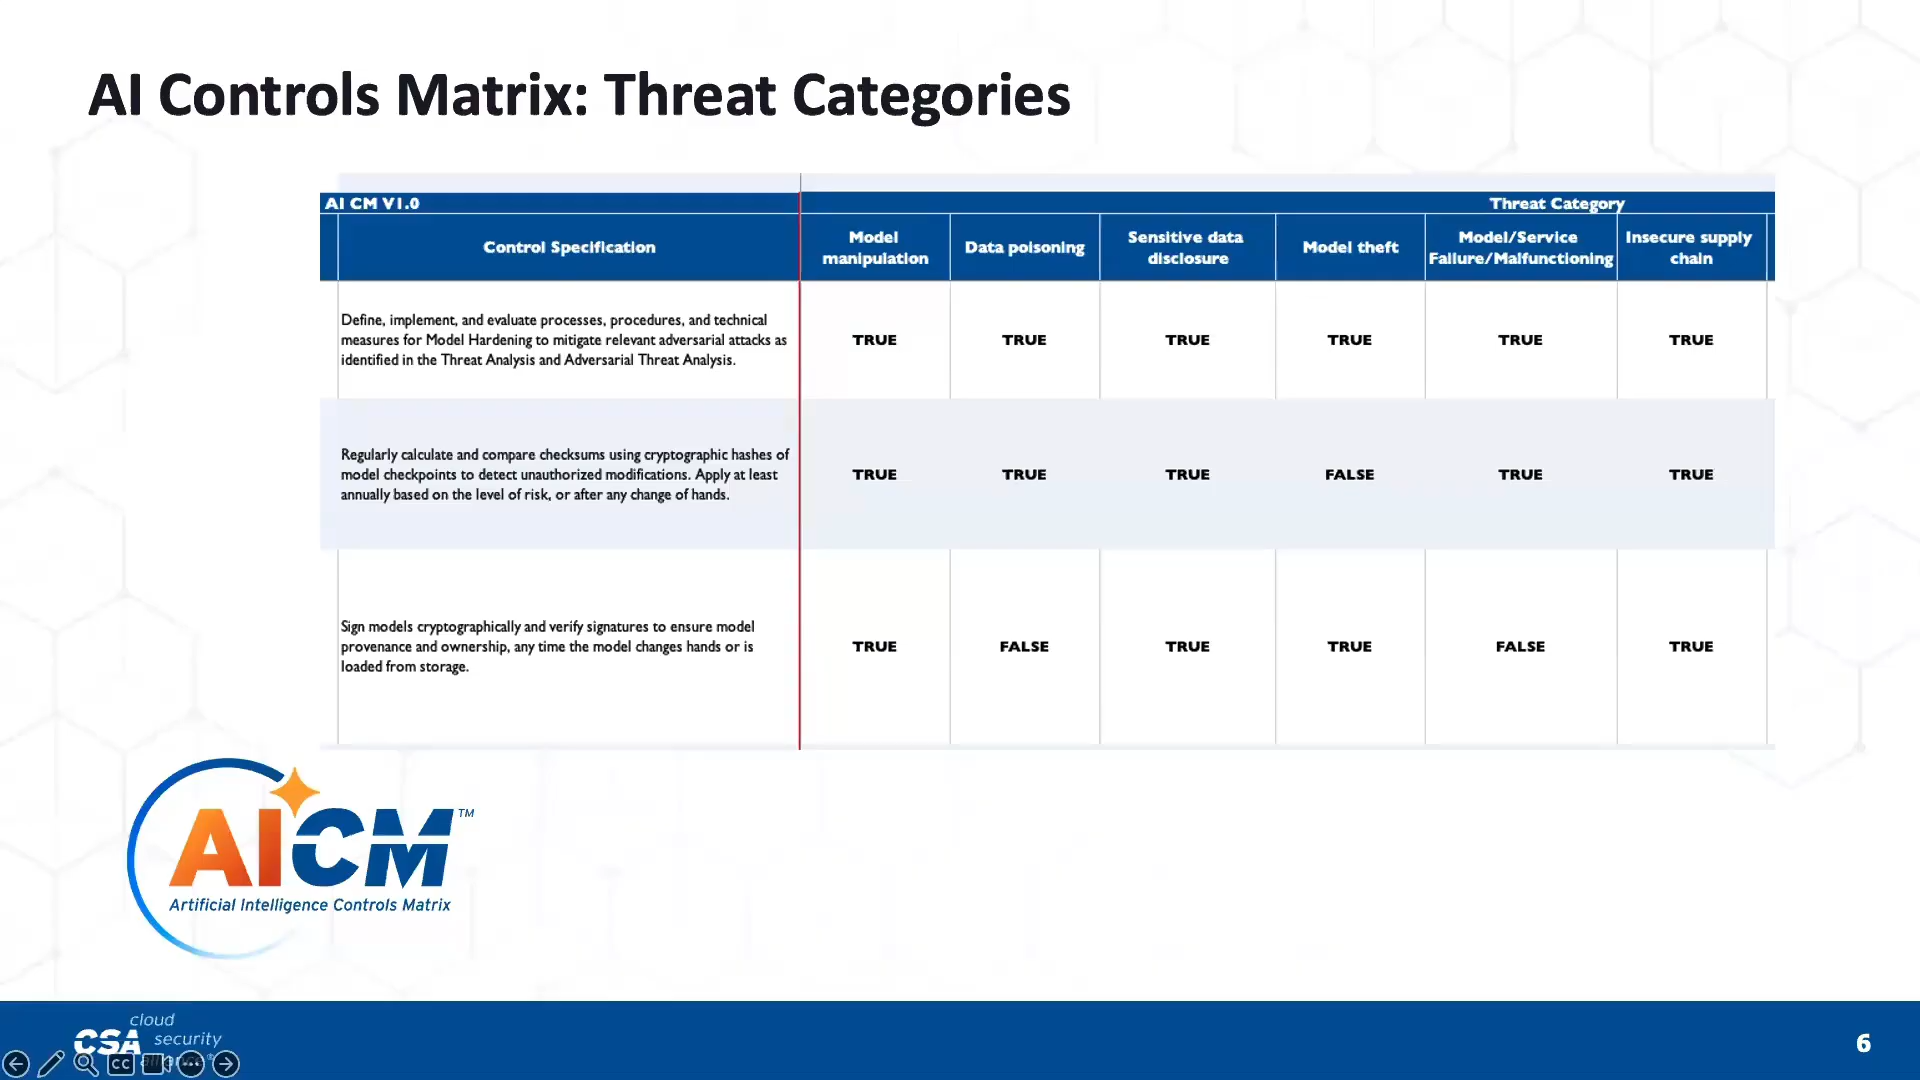 AI Controls Matrix: Threat Categories
AI CM V1.0
Threat Category
Control Specification
Model manipulation
Data poisoning
Sensitive data disclosure
Model theft
Model/Service Failure/Malfunctioning
Insecure supply chain
Define, implement, and evaluate processes, procedures, and technical
measures for Model Hardening to mitigate relevant adversarial attacks as
identified in the Threat Analysis and Adversarial Threat Analysis.
TRUE TRUE TRUE TRUE TRUE TRUE
Regularly calculate and compare checksums using cryptographic hashes of
model checkpoints to detect unauthorized modifications. Apply at least
annually based on the level of risk, or after any change of hands.
TRUE TRUE TRUE FALSE TRUE TRUE
Sign models cryptographically and verify signatures to ensure model
provenance and ownership, any time the model changes hands or is
loaded from storage.
TRUE FALSE TRUE TRUE FALSE TRUE
AICM™
Artificial Intelligence Controls Matrix
cloud
CSA security
CC
6